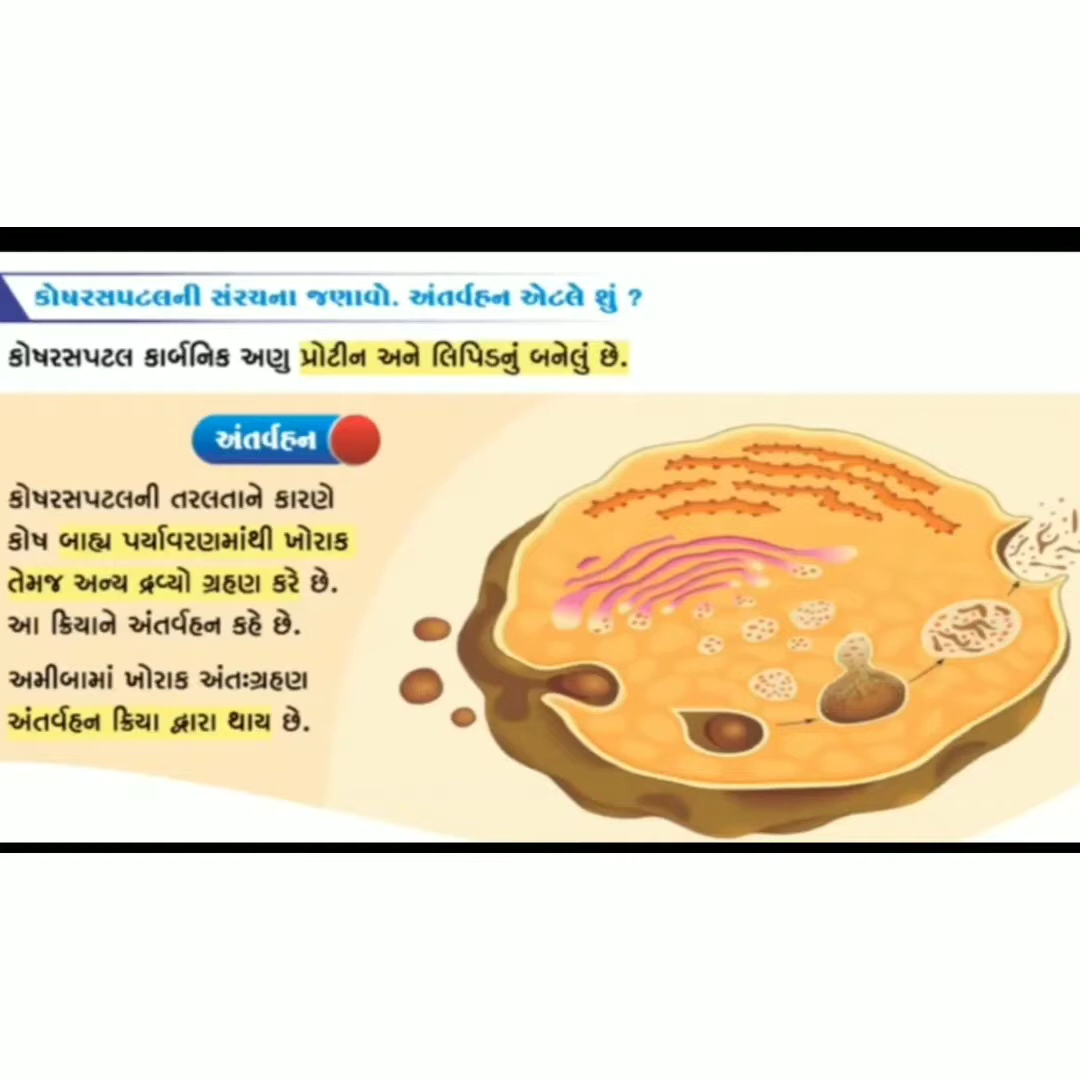 કોષરસપટલની સંરચના જણાવો. અંતર્વહન એટલે શું ?
કોષરસપટલ કાર્બનિક અણુ પ્રોટીન અને લિપિડનું બનેલું છે.
અંતર્વહન
કોષરસપટલની તરલતાને કારણે
કોષ બાહ્ય પર્યાવરણમાંથી ખોરાક
તેમજ અન્ય દ્રવ્યો ગ્રહણ કરે છે.
આ ક્રિયાને અંતર્વહન કહે છે.
અમીબામાં ખોરાક અંતઃગ્રહણ
અંતર્વહન ક્રિયા દ્વારા થાય છે.